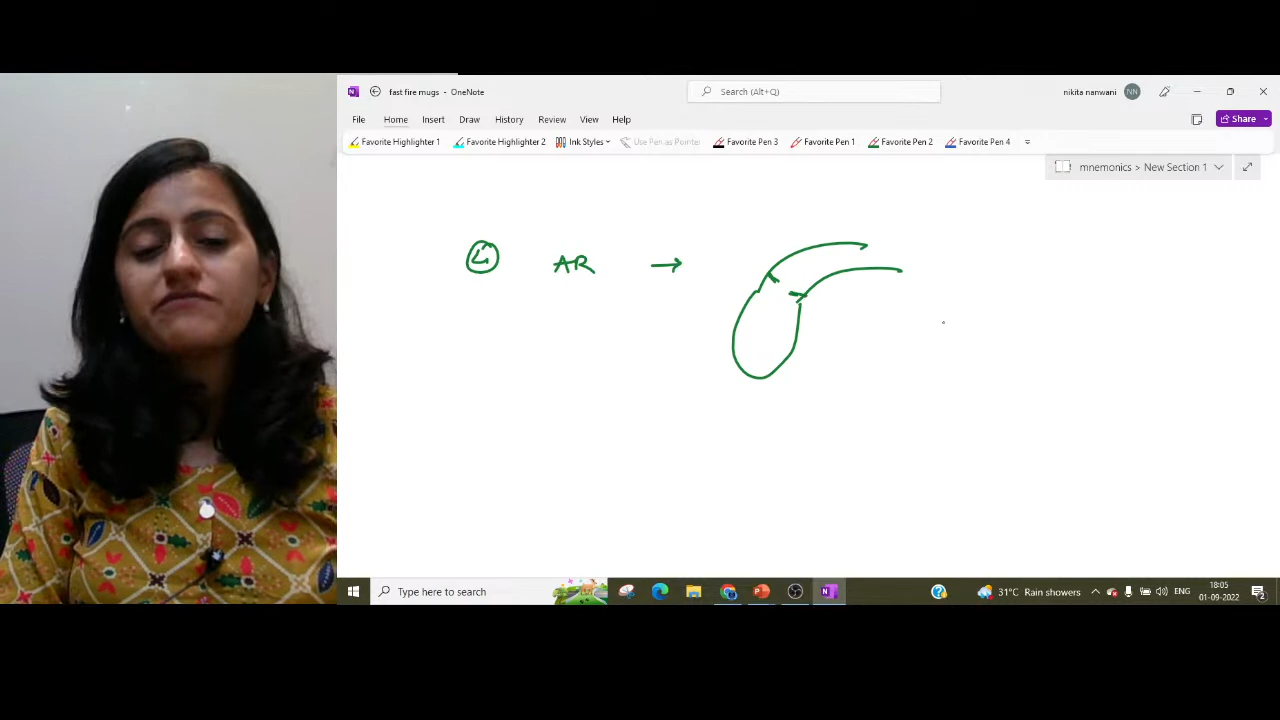 fast fire mugs - OneNote
Search (Alt+Q)
nikita nanwani
NN
File Home Insert Draw History Review View Help
Share
Favorite Highlighter 1 Favorite Highlighter 2 Ink Styles Use Pen as Pointer Favorite Pen 3 Favorite Pen 1 Favorite Pen 2 Favorite Pen 4
mnemonics > New Section 1
AR →
Type here to search
31°C Rain showers
ENG
18:05
01-09-2022
2